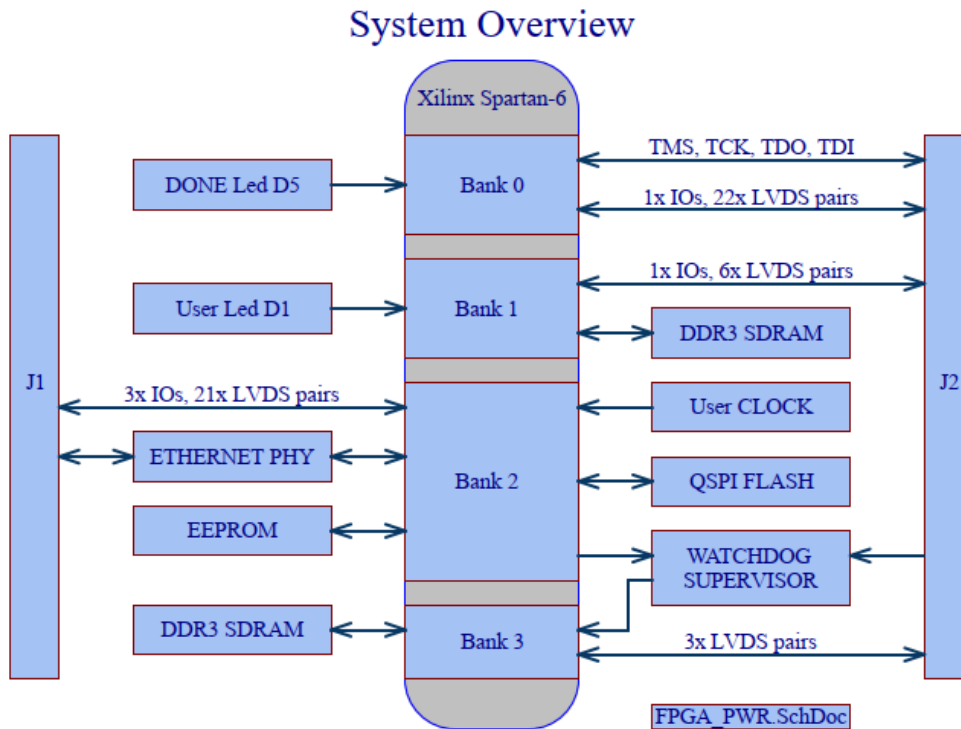 System Overview
Xilinx Spartan-6
TMS, TCK, TDO, TDI
DONE Led D5
Bank 0
1x IOs, 22x LVDS pairs
1x IOs, 6x LVDS pairs
User Led D1
Bank 1
DDR3 SDRAM
J1
J2
3x IOs, 21x LVDS pairs
User CLOCK
ETHERNET PHY
Bank 2
QSPI FLASH
EEPROM
WATCHDOG
SUPERVISOR
DDR3 SDRAM
Bank 3
3x LVDS pairs
FPGA_PWR.SchDoc